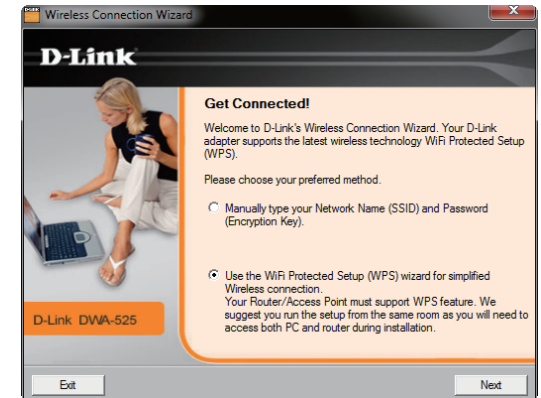 Wireless Connection Wizard
D-Link
Get Connected!
Welcome to D-Link's Wireless Connection Wizard. Your D-Link
adapter supports the latest wireless technology WiFi Protected Setup
(WPS).
Please choose your preferred method.
Manually type your Network Name (SSID) and Password
(Encryption Key).
Use the WiFi Protected Setup (WPS) wizard for simplified
Wireless connection.
Your Router/Access Point must support WPS feature. We
suggest you run the setup from the same room as you will need to
access both PC and router during installation.
D-Link DWA-525
Exit
Next